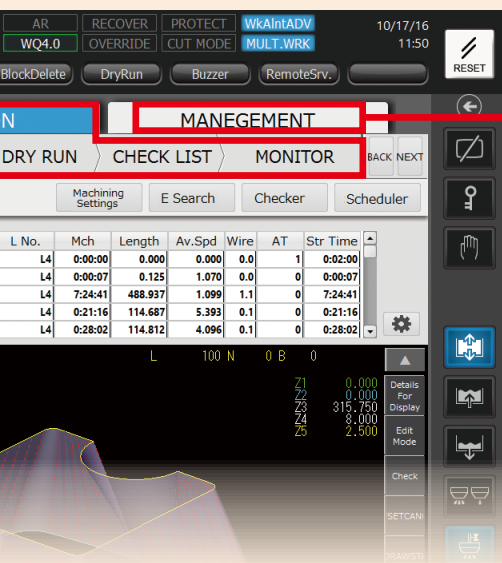 AR RECOVER PROTECT WkAlntADV 10/17/16
WQ4.0 OVERRIDE CUT MODE MULT.WRK 11:50
RESET
BlockDelete DryRun Buzzer RemoteSrv.
N MANEGEMENT
DRY RUN CHECK LIST MONITOR BACK NEXT
Machining
Settings
E Search Checker Scheduler
L No. Mch Length Av.Spd Wire AT Str Time
L4 0:00:00 0.000 0.000 0.0 1 0:02:00
L4 0:00:07 0.125 1.070 0.0 0 0:00:07
L4 7:24:41 488.937 1.099 1.1 0 7:24:41
L4 0:21:16 114.687 5.393 0.1 0 0:21:16
L4 0:28:02 114.812 4.096 0.1 0 0:28:02
L 100 N 0 B 0
Z1 0.000
Z2 0.000
Z3 315.750
Z4 8.000
Z5 2.500
Details
For
Display
Edit
Mode
Check
SETCAN
DRAWST